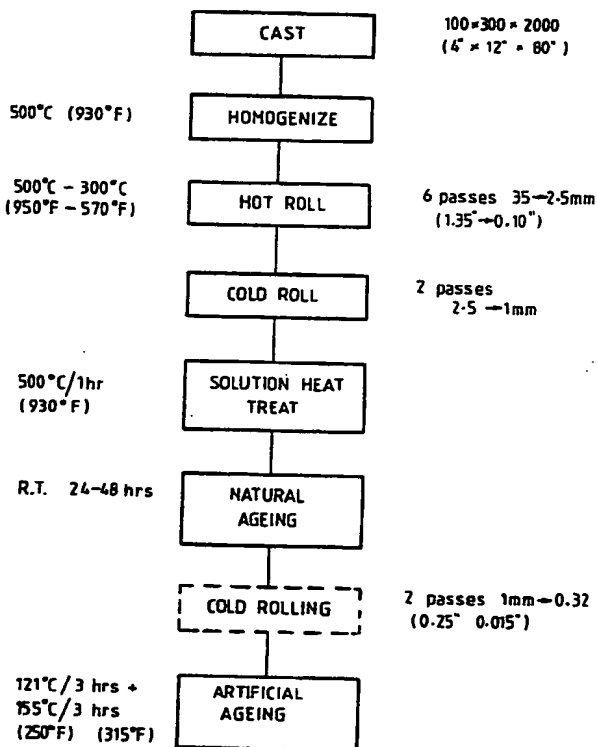 CAST
100×300×2000
(4" × 12" × 80")
500°C (930°F)
HOMOGENIZE
500°C - 300°C
(950°F - 570°F)
HOT ROLL
6 passes 35→2.5mm
(1.35"→0.10")
COLD ROLL
2 passes
2·5 →1mm
500°C/1hr
(930°F)
SOLUTION HEAT
TREAT
R.T. 24-48 hrs
NATURAL
AGEING
COLD ROLLING
2 passes 1mm→0.32
(0.25" 0.015")
121°C/3 hrs +
155°C/3 hrs
(250°F) (315°F)
ARTIFICIAL
AGEING